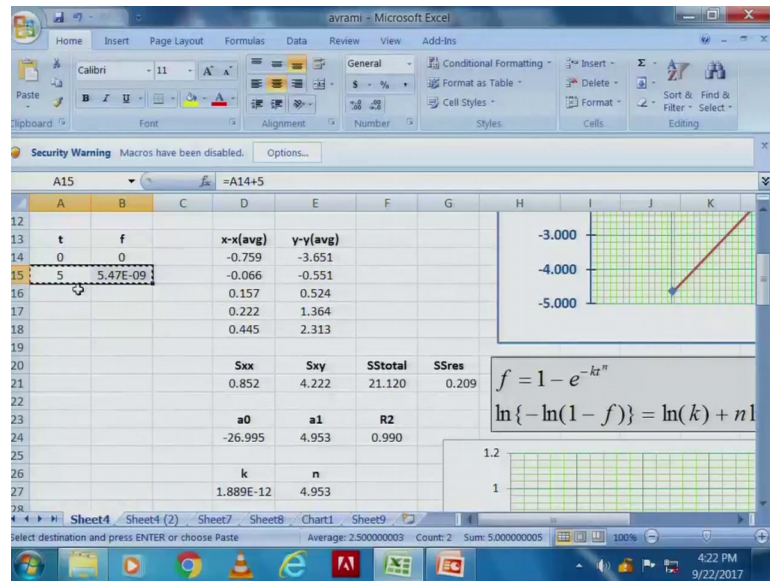 avrami - Microsoft Excel
Home Insert Page Layout Formulas Data Review View Add-Ins
Calibri 11 General Conditional Formatting Insert Σ
Paste B I U $ % , Format as Table Delete Sort & Find &
Cell Styles Format Filter Select
Clipboard Font Alignment Number Styles Cells Editing
Security Warning Macros have been disabled. Options...
A15 fx =A14+5
A B C D E F G H I J K
12
13 t f x-x(avg) y-y(avg) -3.000
14 0 0 -0.759 -3.651
15 5 5.47E-09 -0.066 -0.551 -4.000
16 0.157 0.524
17 0.222 1.364 -5.000
18 0.445 2.313
19
20 Sxx Sxy SStotal SSres
21 0.852 4.222 21.120 0.209
f = 1 - e^{-kt^n}
22
ln{-ln(1 - f)} = ln(k) + n l
23 a0 a1 R2
24 -26.995 4.953 0.990
25 1.2
26 k n
27 1.889E-12 4.953 1
28
Sheet4 Sheet4 (2) Sheet7 Sheet8 Chart1 Sheet9
Select destination and press ENTER or choose Paste Average: 2.500000003 Count: 2 Sum: 5.000000005 100%
4:22 PM
9/22/2017